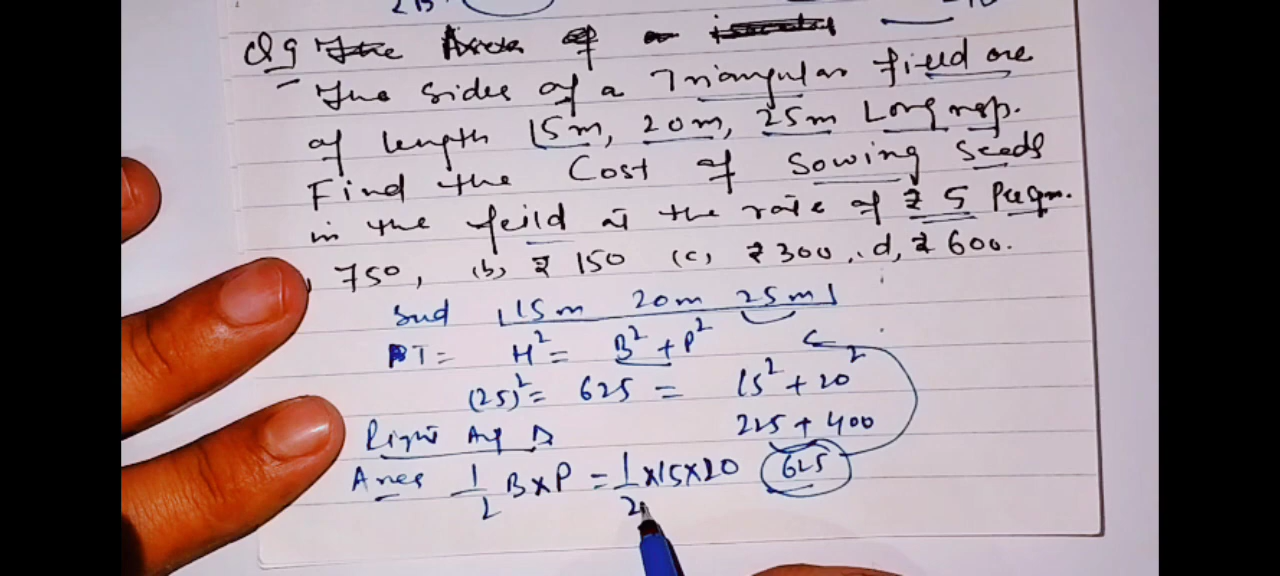 Q9
The sides of a Triangular field are
of length 15m, 20m, 25m Long resp.
Find the Cost of Sowing Seeds
in the feild at the rate of ₹ 5 Per qm.
750, (b), ₹ 150 (c), ₹ 300, d, ₹ 600.
15m 20m 25m
PT = H² = B² + P²
(25)² = 625 = 15² + 20²
225 + 400
Right Ang Δ
Area 1/2 B×P = 1/2 ×15×20 625